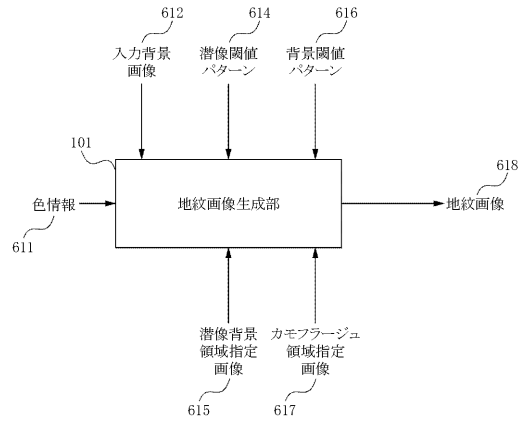 612
614
616
入力背景
画像
潜像閾値
パターン
背景閾値
パターン
101
618
色情報
地紋画像生成部
地紋画像
611
潜像背景
領域指定
画像
カモフラージュ
領域指定
画像
615
617